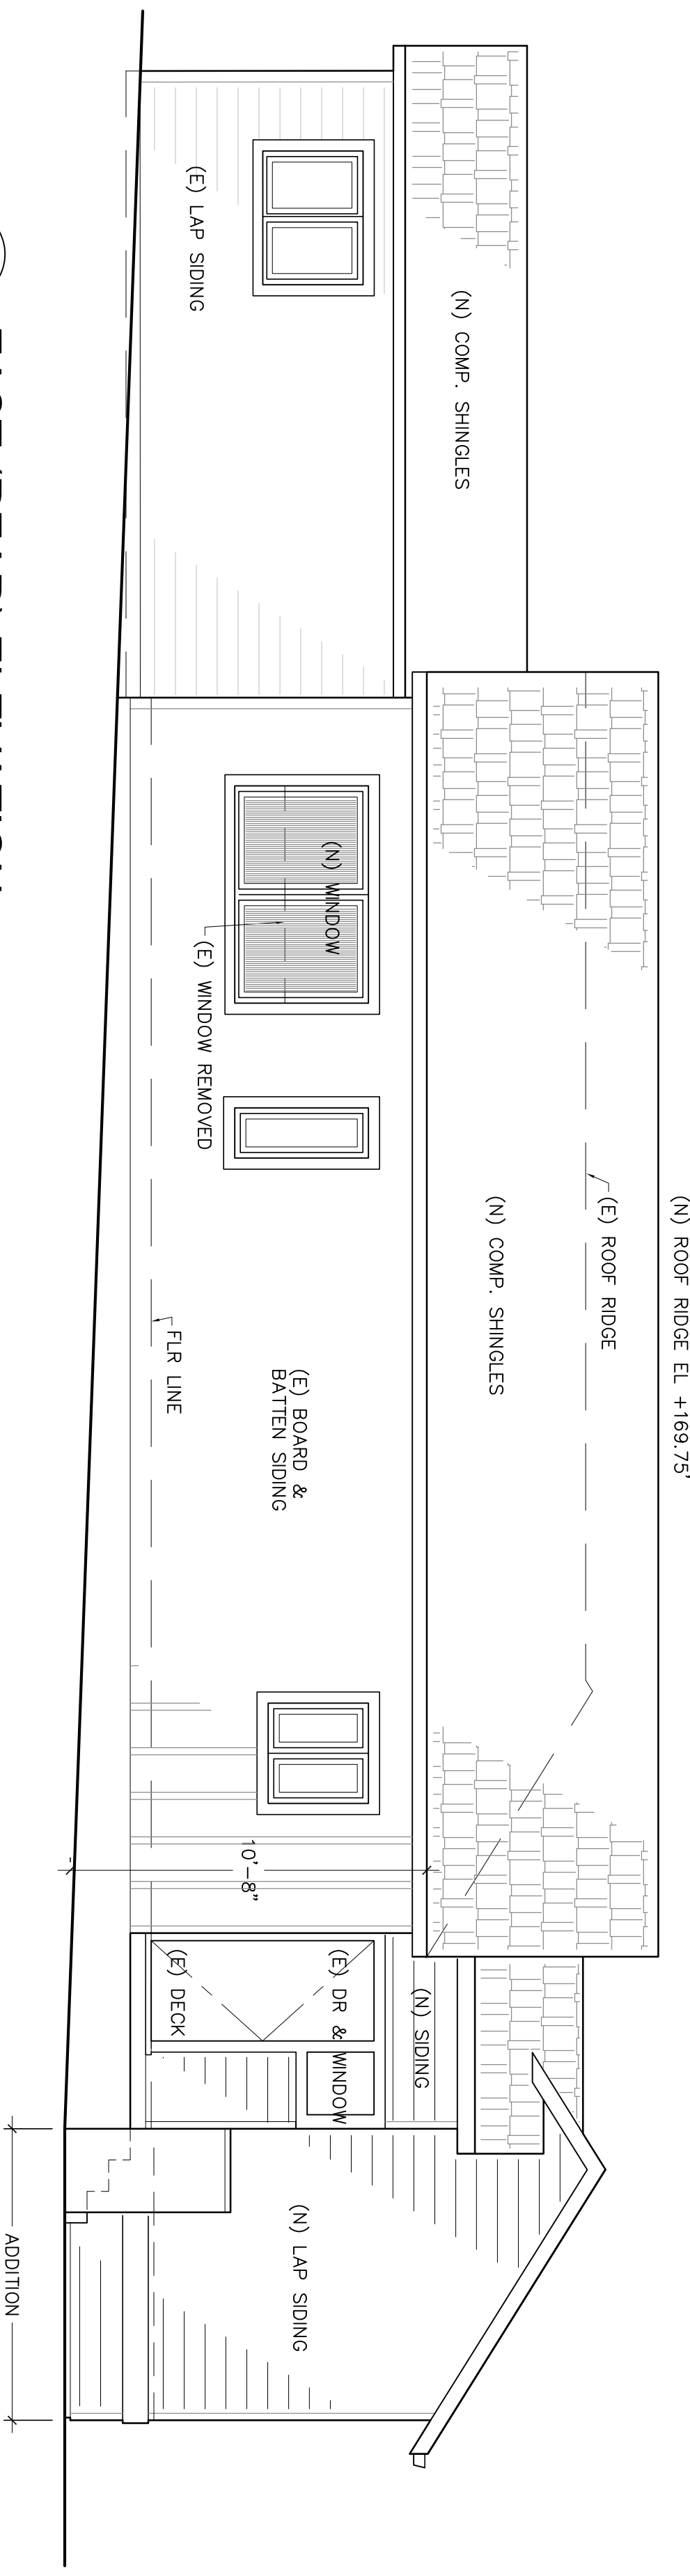 (N) ROOF RIDGE EL +169.75'
(E) ROOF RIDGE
(N) COMP. SHINGLES
(N) COMP. SHINGLES
(E) LAP SIDING
(N) WINDOW
(E) WINDOW REMOVED
(E) BOARD &
BATTEN SIDING
FLR LINE
10'-8"
(N) SIDING
(E) DR & WINDOW
(E) DECK
(N) LAP SIDING
ADDITION